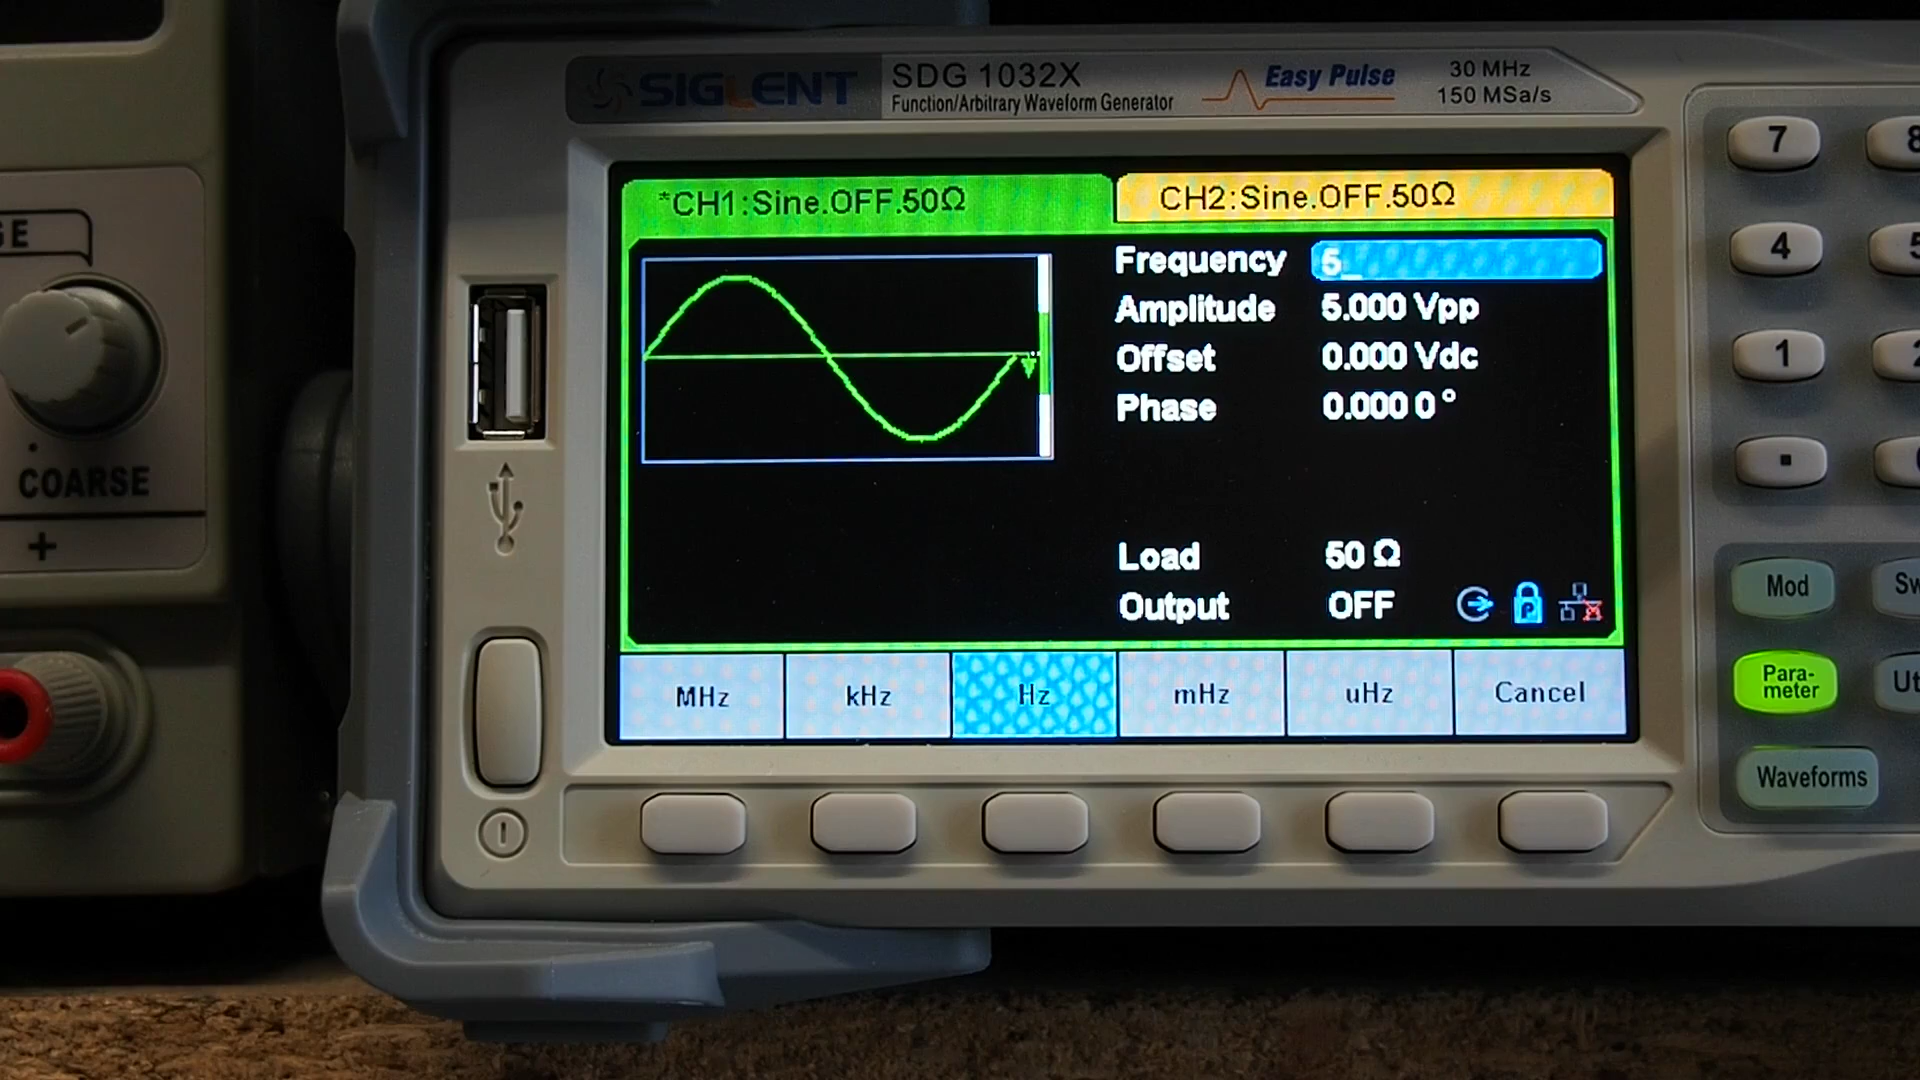 SIGLENT
SDG 1032X
Function/Arbitrary Waveform Generator
Easy Pulse
30 MHz
150 MSa/s
*CH1:Sine.OFF.50Ω
CH2:Sine.OFF.50Ω
Frequency 5_
Amplitude 5.000 Vpp
Offset 0.000 Vdc
Phase 0.000 0 °
Load 50 Ω
Output OFF
MHz kHz Hz mHz uHz Cancel
7
4
1
Mod
Para-
meter
Waveforms
COARSE
+